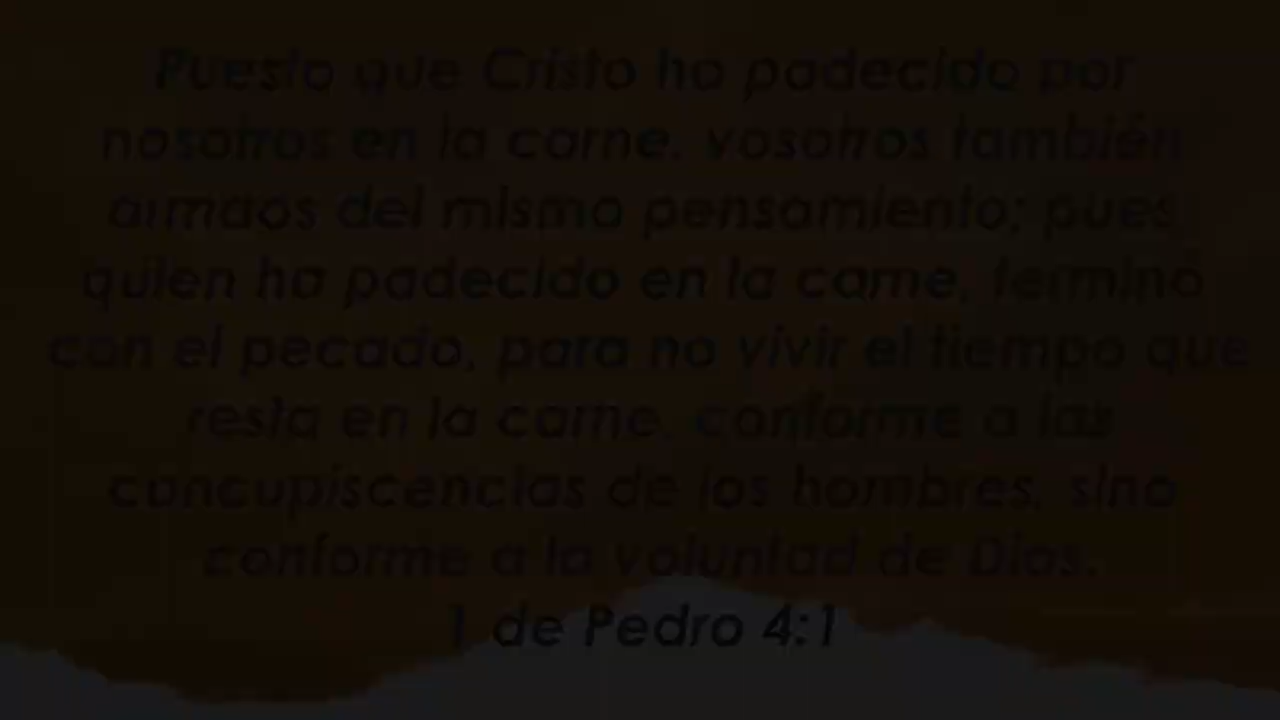 Puesto que Cristo ha padecido por
nosotros en la carne, vosotros también
armaos del mismo pensamiento; pues
quien ha padecido en la carne, terminó
con el pecado, para no vivir el tiempo que
resta en la carne, conforme a las
concupiscencias de los hombres, sino
conforme a la voluntad de Dios.
1 de Pedro 4:1